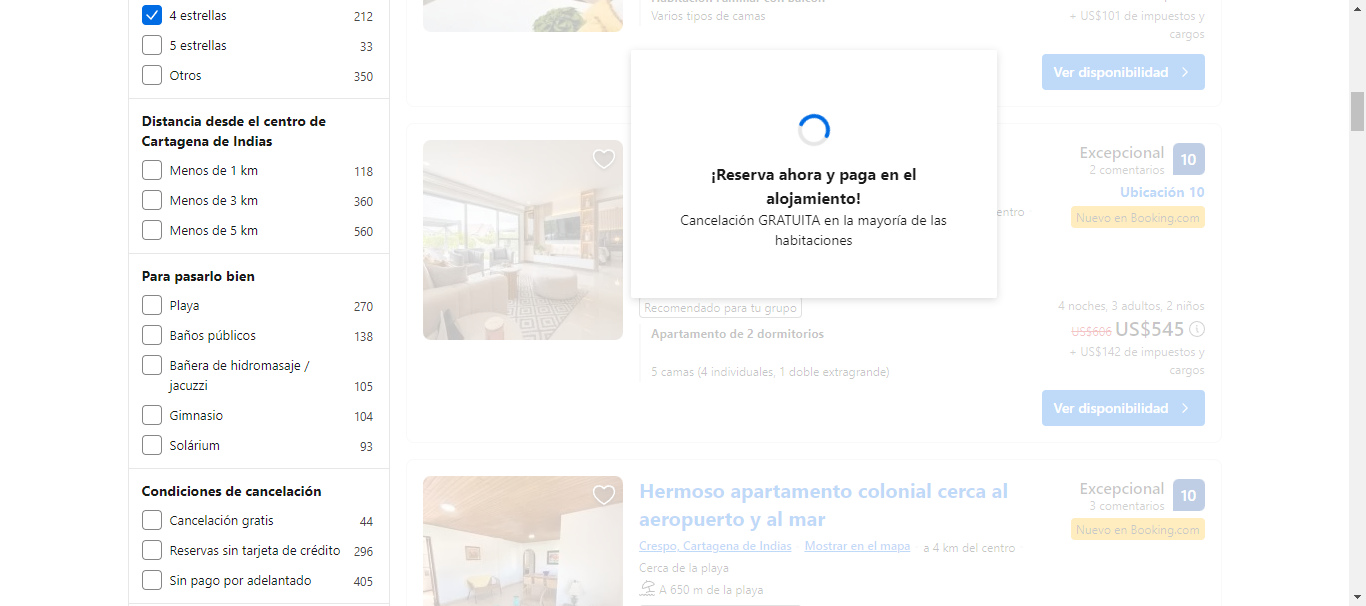 4 estrellas 212
5 estrellas 33
Otros 350
Distancia desde el centro de
Cartagena de Indias
Menos de 1 km 118
Menos de 3 km 360
Menos de 5 km 560
Para pasarlo bien
Playa 270
Baños públicos 138
Bañera de hidromasaje /
jacuzzi 105
Gimnasio 104
Solárium 93
Condiciones de cancelación
Cancelación gratis 44
Reservas sin tarjeta de crédito 296
Sin pago por adelantado 405
Habitación Familiar con balcón
Varios tipos de camas
+ US$101 de impuestos y
cargos
Ver disponibilidad
¡Reserva ahora y paga en el
alojamiento!
Cancelación GRATUITA en la mayoría de las
habitaciones
Excepcional 10
2 comentarios
Ubicación 10
entro
Nuevo en Booking.com
Recomendado para tu grupo
Apartamento de 2 dormitorios
5 camas (4 individuales, 1 doble extragrande)
4 noches, 3 adultos, 2 niños
US$606 US$545
+ US$142 de impuestos y
cargos
Ver disponibilidad
Hermoso apartamento colonial cerca al
aeropuerto y al mar
Crespo, Cartagena de Indias Mostrar en el mapa a 4 km del centro
Cerca de la playa
A 650 m de la playa
Excepcional 10
3 comentarios
Nuevo en Booking.com